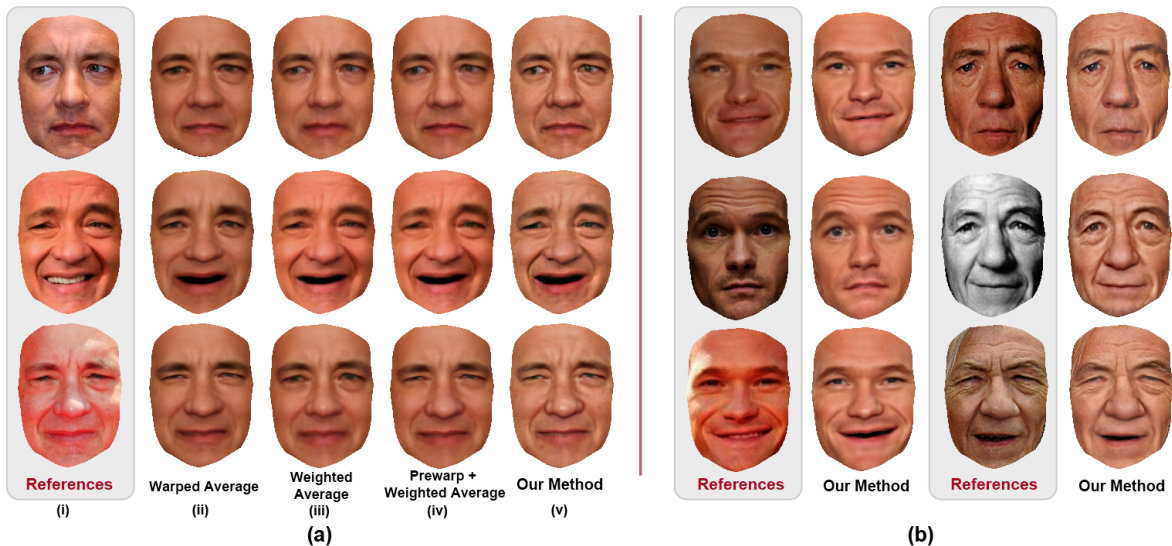 References
Warped Average
Weighted
Average
Prewarp +
Weighted Average
Our Method
(i)
(ii)
(iii)
(iv)
(v)
(a)
References
Our Method
References
Our Method
(b)